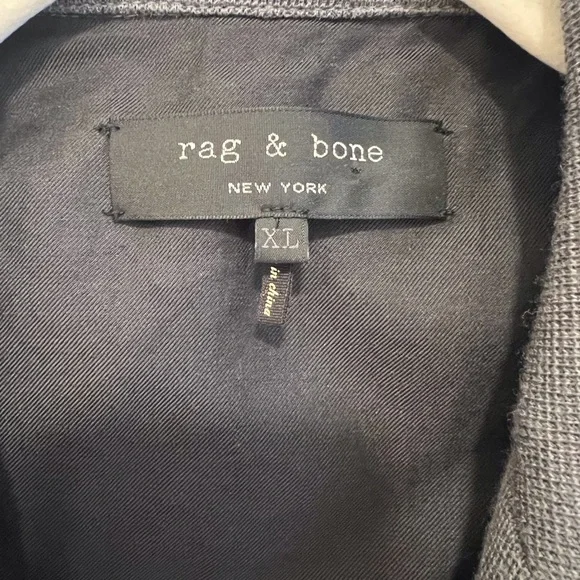 rag & bone
NEW YORK
XL
in china